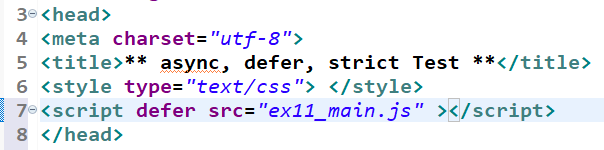 3 <head>
4 <meta charset="utf-8">
5 <title>** async, defer, strict Test **</title>
6 <style type="text/css"> </style>
7 <script defer src="ex11_main.js" ></script>
8 </head>